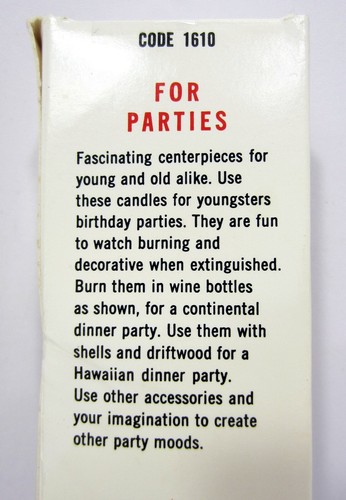 CODE 1610
FOR
PARTIES
Fascinating centerpieces for
young and old alike. Use
these candles for youngsters
birthday parties. They are fun
to watch burning and
decorative when extinguished.
Burn them in wine bottles
as shown, for a continental
dinner party. Use them with
shells and driftwood for a
Hawaiian dinner party.
Use other accessories and
your imagination to create
other party moods.